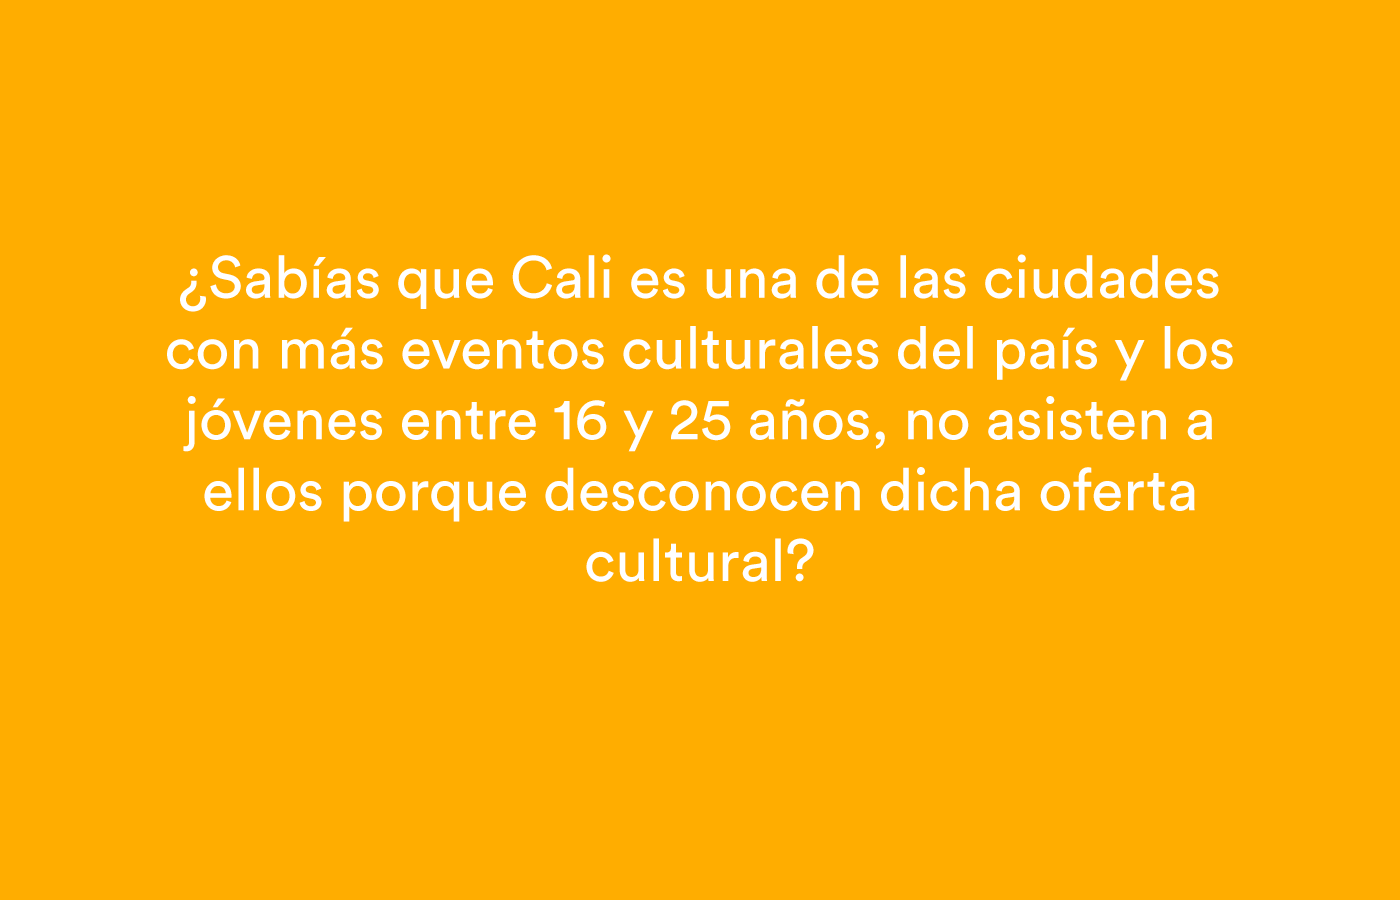 ¿Sabías que Cali es una de las ciudades
con más eventos culturales del país y los
jóvenes entre 16 y 25 años, no asisten a
ellos porque desconocen dicha oferta
cultural?